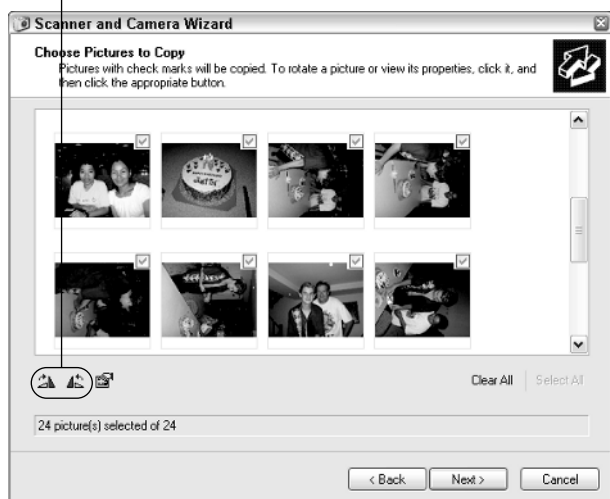 Scanner and Camera Wizard
Choose Pictures to Copy
Pictures with check marks will be copied. To rotate a picture or view its properties, click it, and
then click the appropriate button.
Clear All
Select All
24 picture(s) selected of 24
< Back
Next >
Cancel